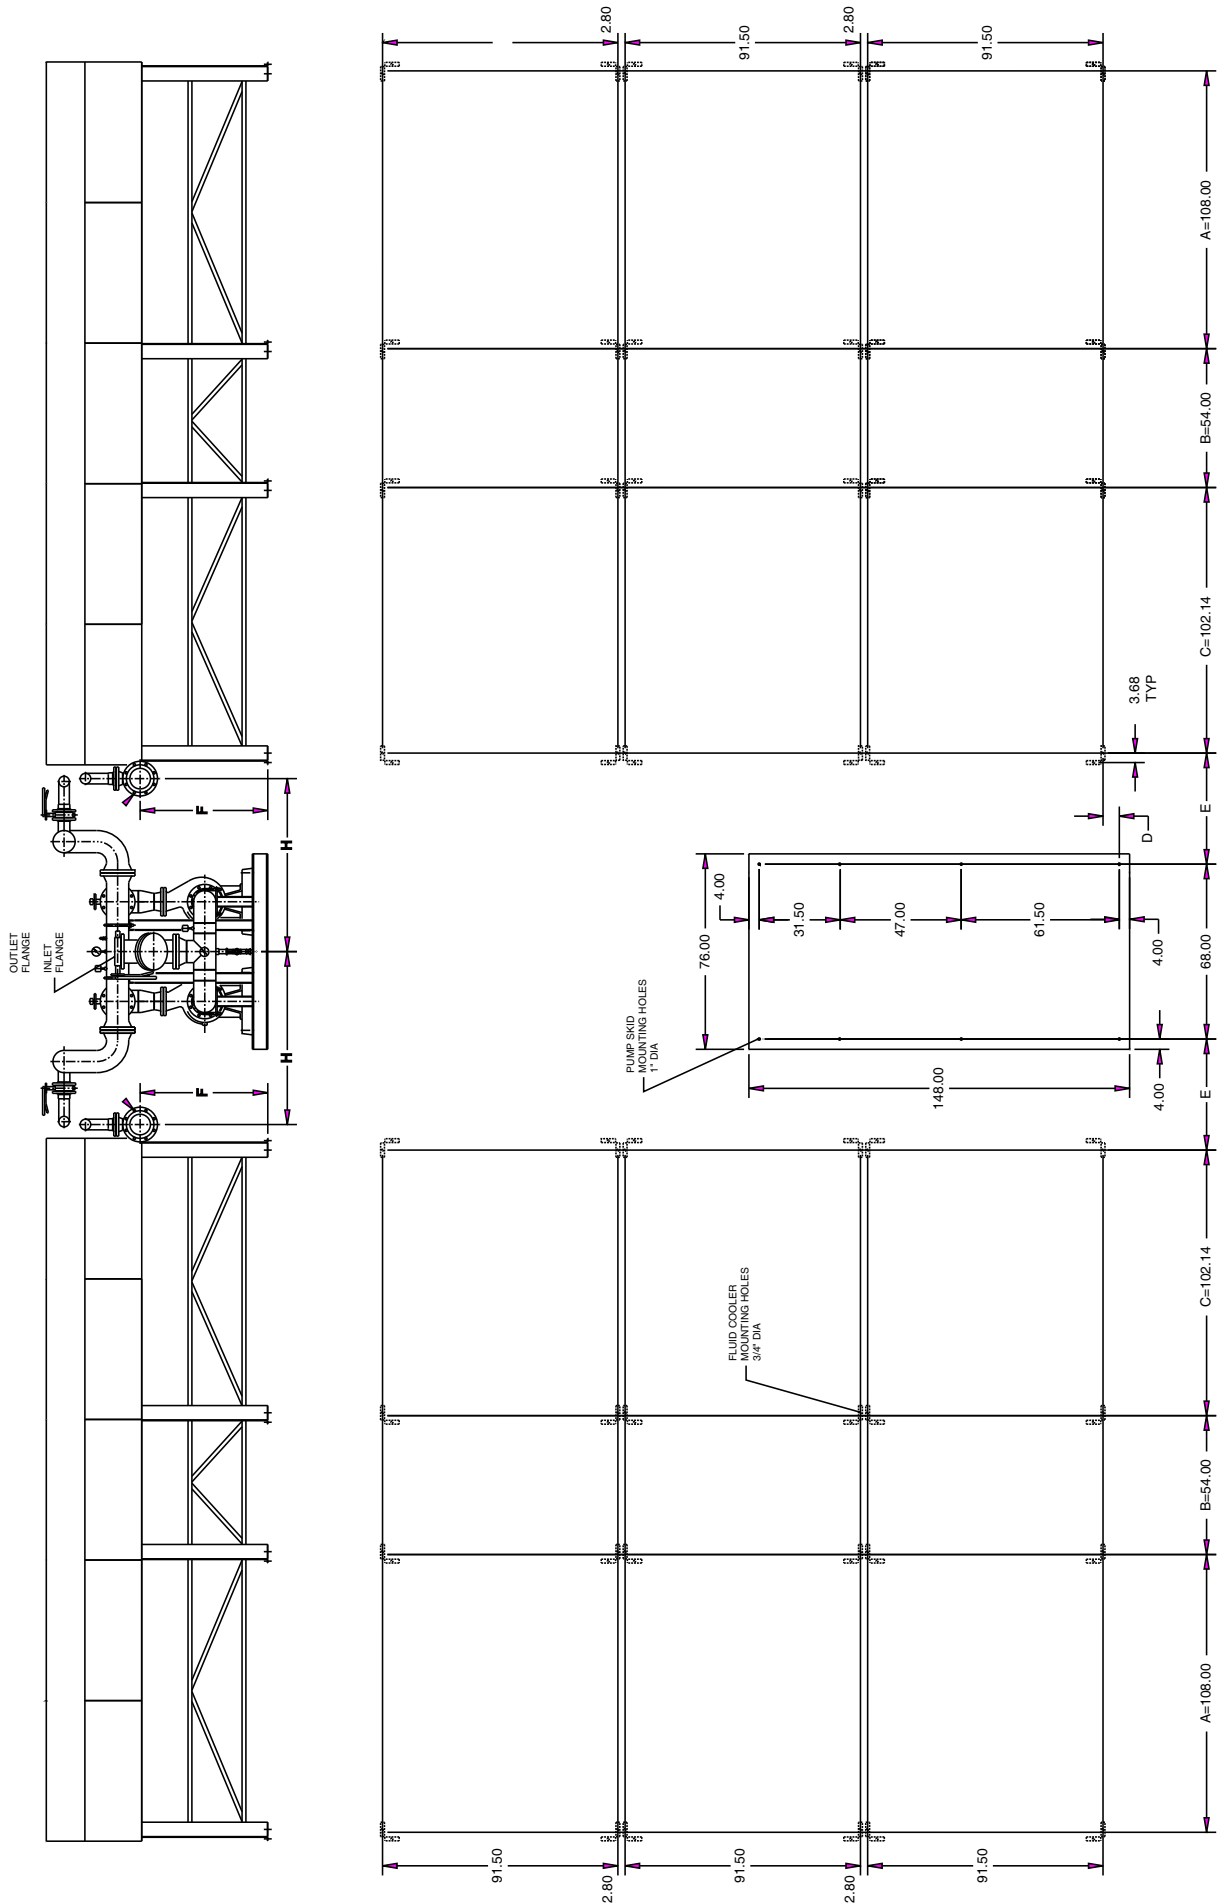 OUTLET
FLANGE
INLET
FLANGE
F
H
H
F
2.80
91.50
2.80
91.50
A=108.00
B=54.00
C=102.14
3.68
TYP
E
D
76.00
4.00
31.50
47.00
61.50
4.00
68.00
PUMP SKID
MOUNTING HOLES
1" DIA
148.00
4.00
E
FLUID COOLER
MOUNTING HOLES
3/4" DIA
C=102.14
B=54.00
A=108.00
91.50
2.80
91.50
2.80
91.50